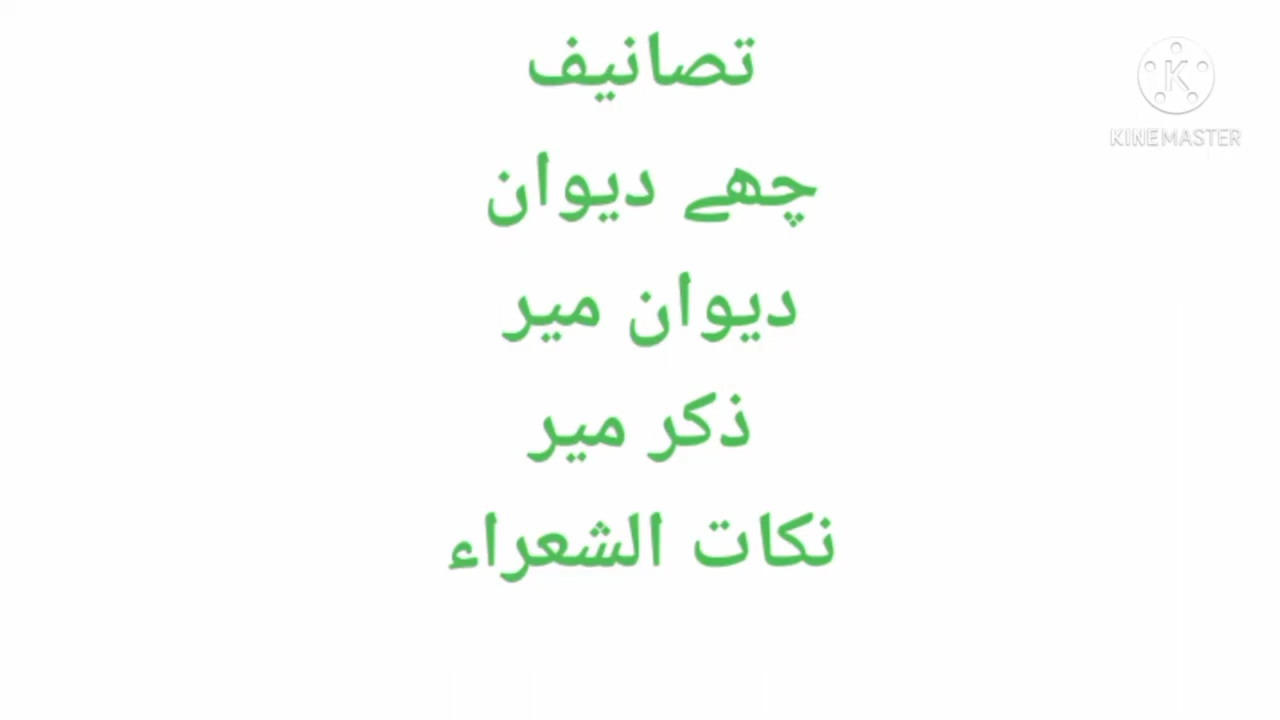 تصانیف
چھے دیوان
دیوان میر
ذکر میر
نکات الشعراء
KINEMASTER